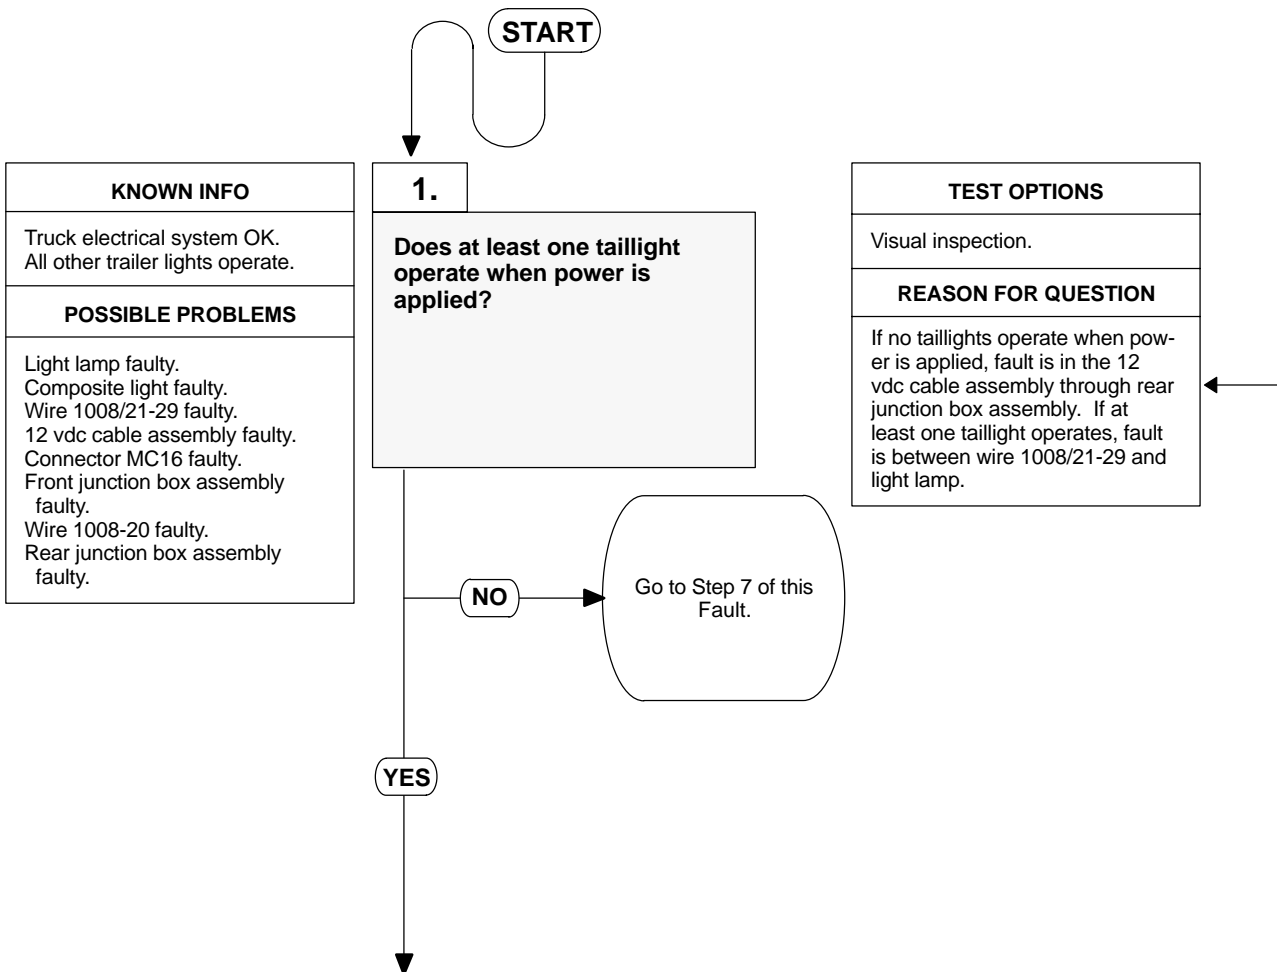 START
KNOWN INFO
Truck electrical system OK.
All other trailer lights operate.
POSSIBLE PROBLEMS
Light lamp faulty.
Composite light faulty.
Wire 1008/21-29 faulty.
12 vdc cable assembly faulty.
Connector MC16 faulty.
Front junction box assembly
faulty.
Wire 1008-20 faulty.
Rear junction box assembly
faulty.
1.
Does at least one taillight
operate when power is
applied?
TEST OPTIONS
Visual inspection.
REASON FOR QUESTION
If no taillights operate when pow-
er is applied, fault is in the 12
vdc cable assembly through rear
junction box assembly. If at
least one taillight operates, fault
is between wire 1008/21-29 and
light lamp.
NO
Go to Step 7 of this
Fault.
YES